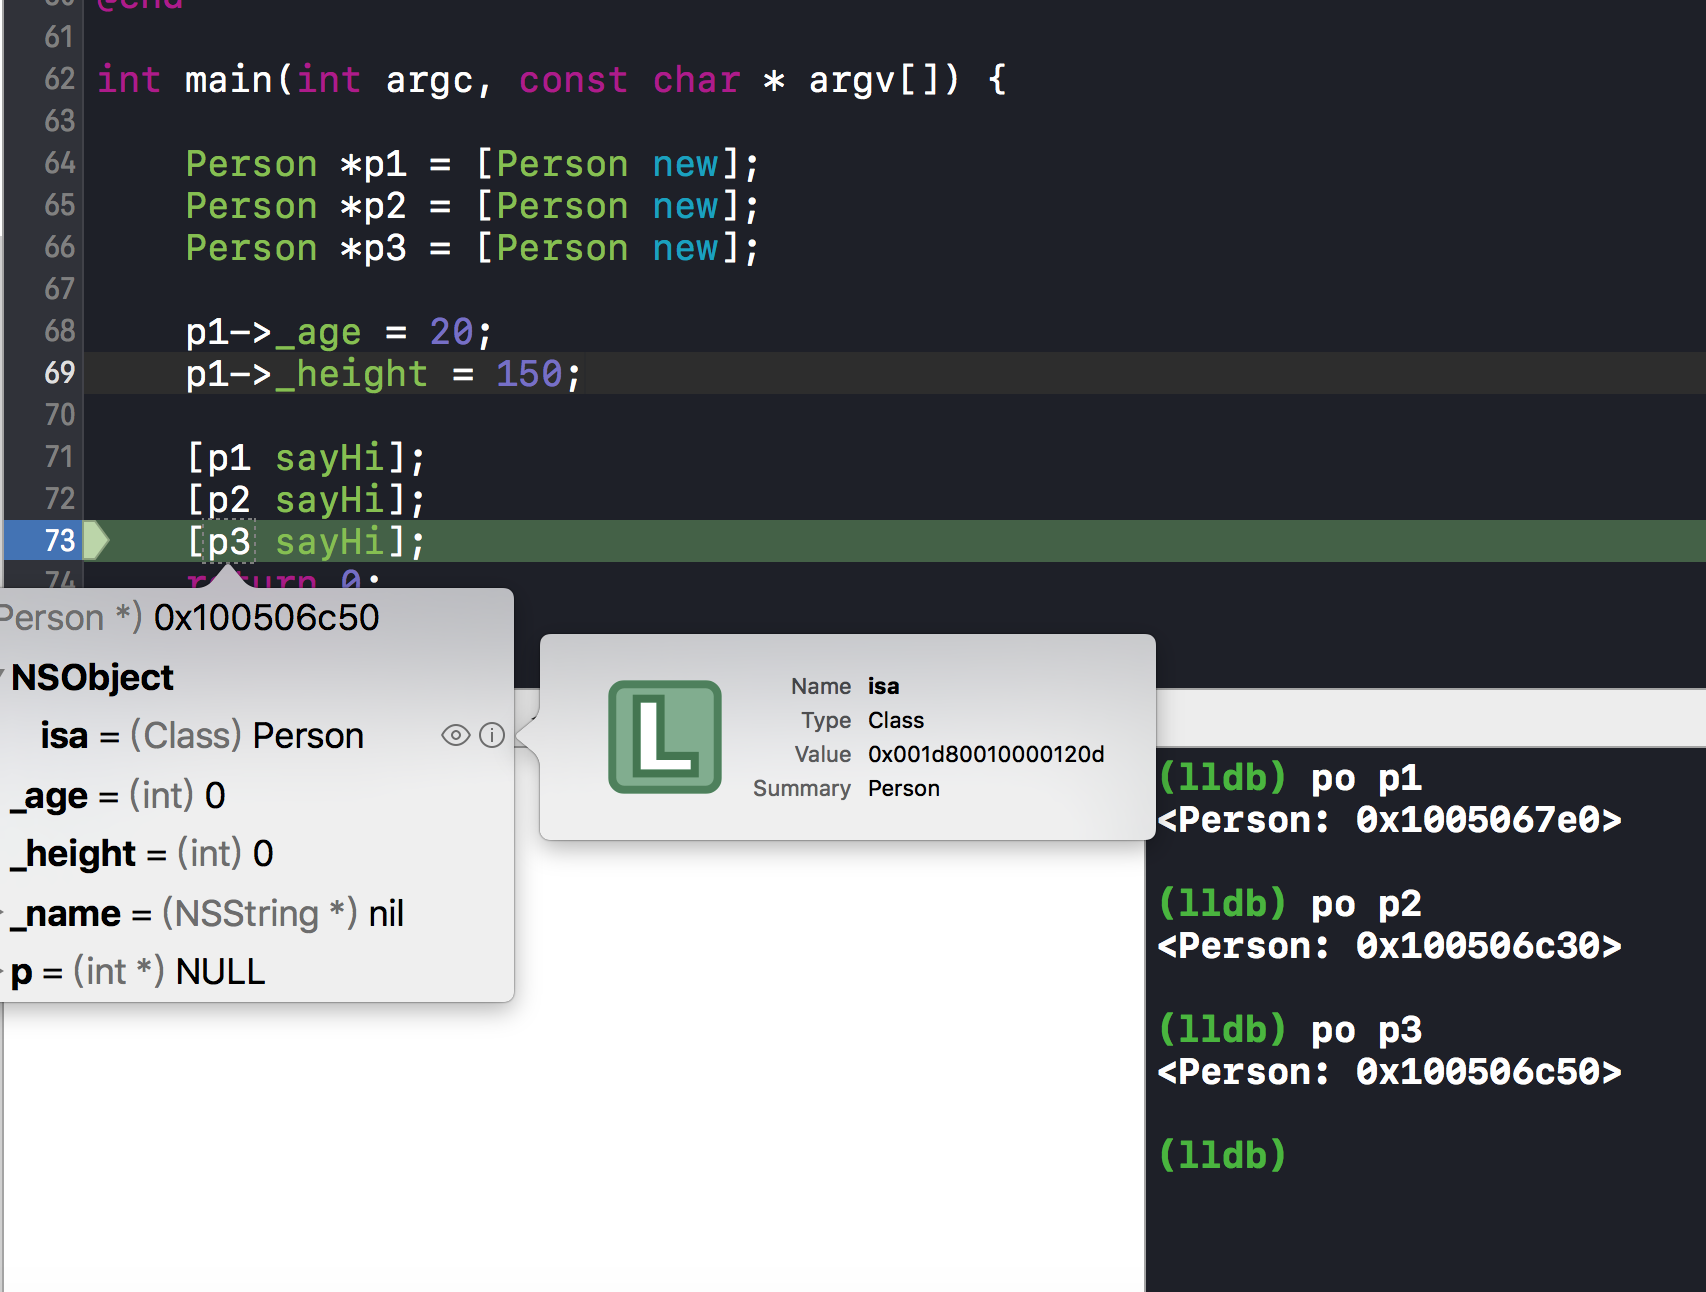 @end
61
62 int main(int argc, const char * argv[]) {
63
64 Person *p1 = [Person new];
65 Person *p2 = [Person new];
66 Person *p3 = [Person new];
67
68 p1->_age = 20;
69 p1->_height = 150;
70
71 [p1 sayHi];
72 [p2 sayHi];
73 [p3 sayHi];
74 return 0;
Person *) 0x100506c50
NSObject
isa = (Class) Person
_age = (int) 0
_height = (int) 0
_name = (NSString *) nil
p = (int *) NULL
L
Name isa
Type Class
Value 0x001d80010000120d
Summary Person
(lldb) po p1
<Person: 0x1005067e0>
(lldb) po p2
<Person: 0x100506c30>
(lldb) po p3
<Person: 0x100506c50>
(lldb)